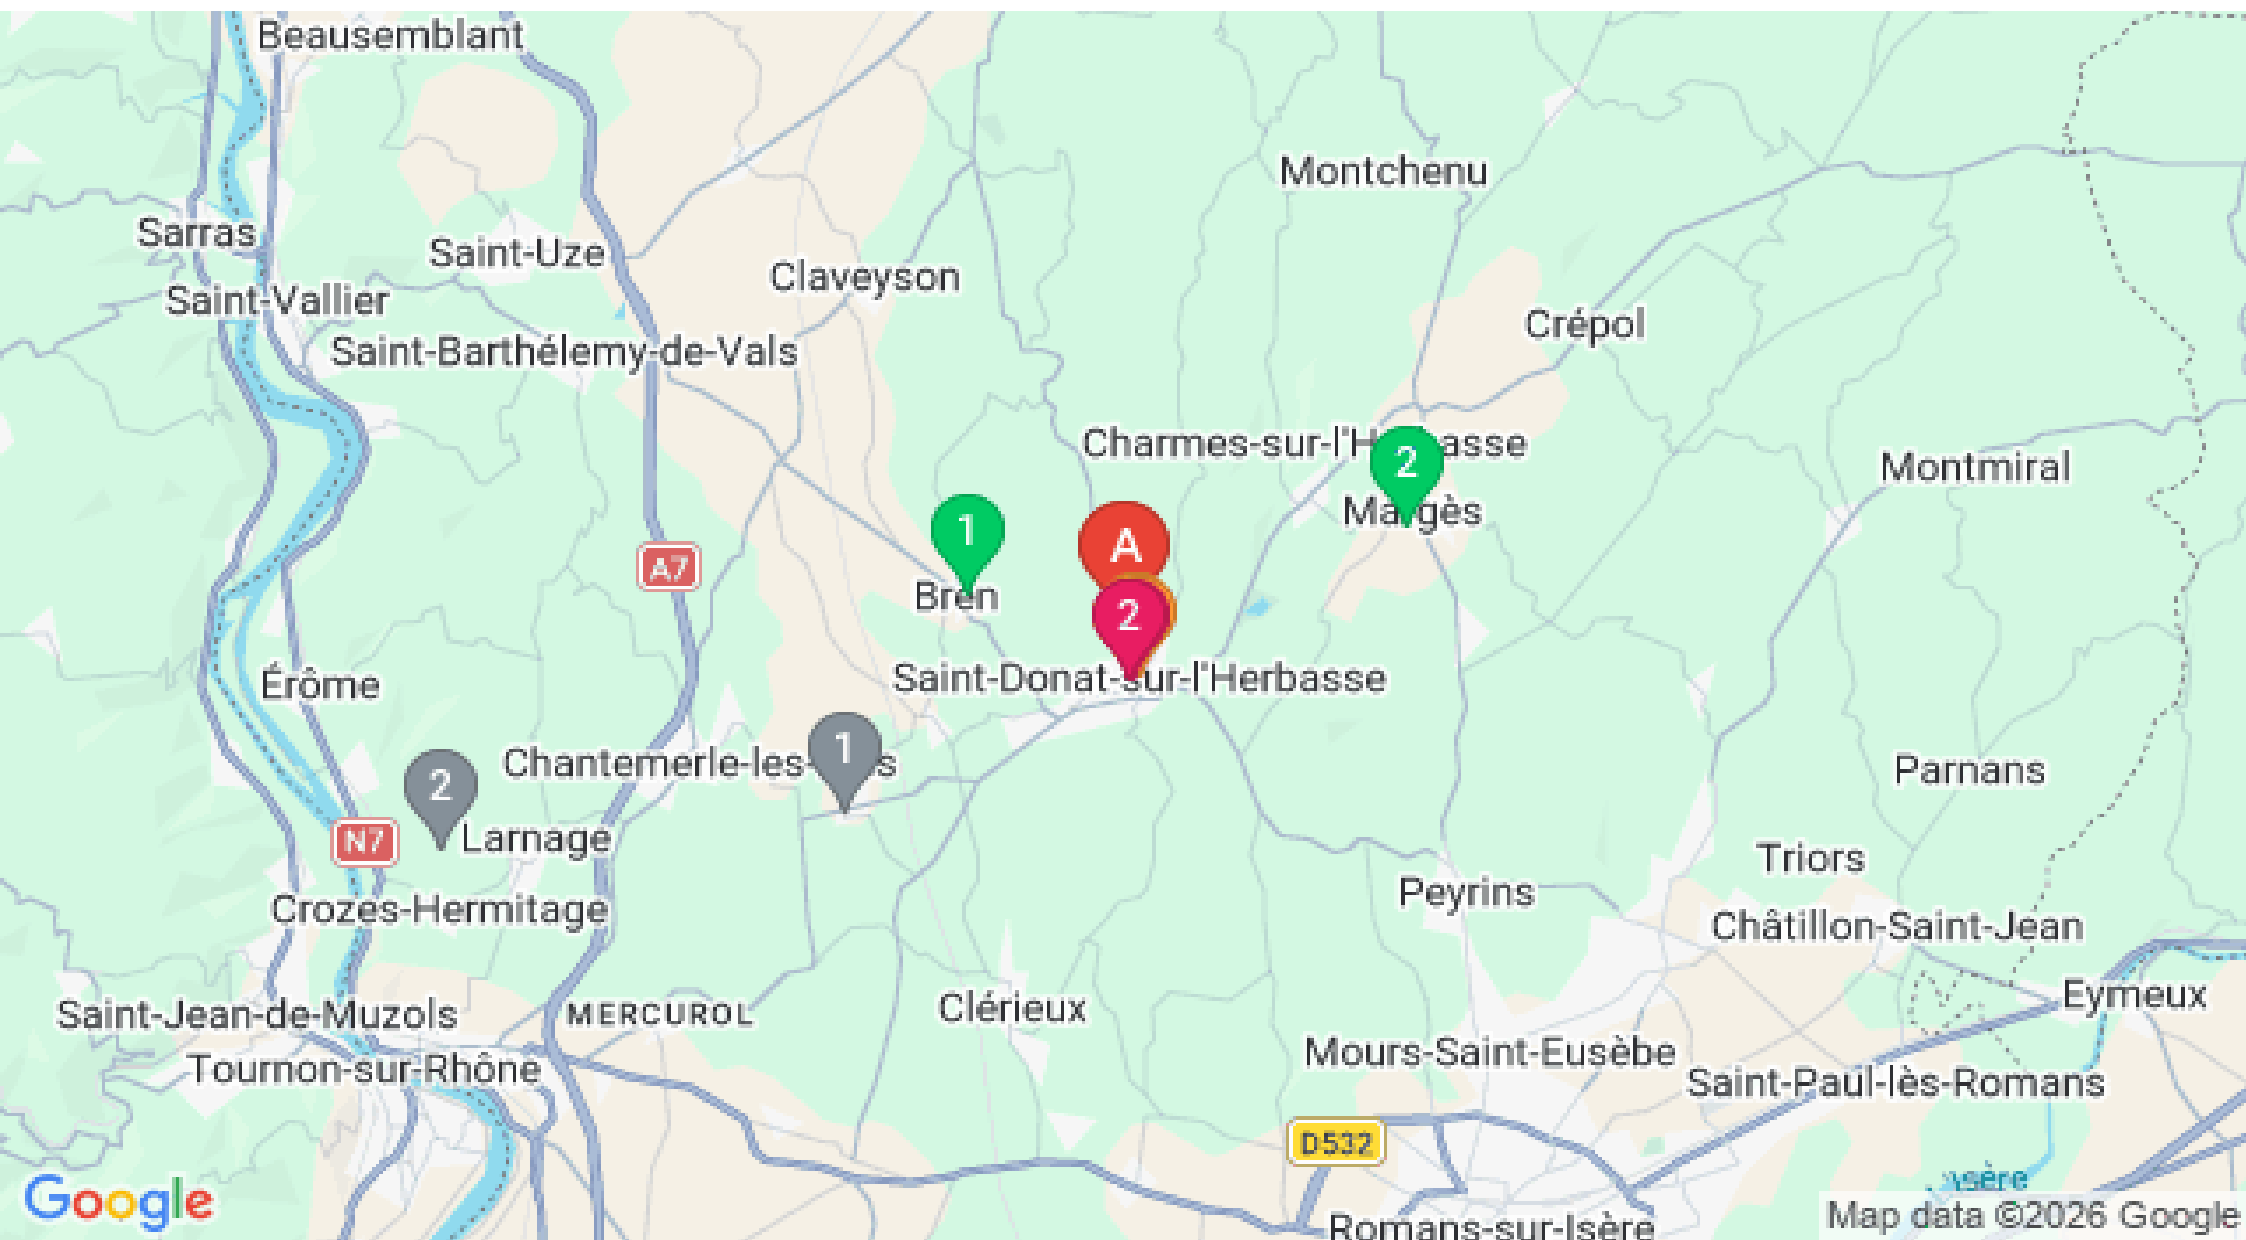 Beausemblant
Montchenu
Sarras
Saint-Uze
Claveyson
Saint-Vallier
Crépol
Saint-Barthélemy-de-Vals
Charmes-sur-l'H asse
2
Montmiral
1
Margès
A
A7
Bren
2
Saint-Donat-sur-l'Herbasse
Érôme
1
Chantemerle-les- s
2
Parnans
N7
Larnage
Triors
Peyrins
Crozes-Hermitage
Châtillon-Saint-Jean
Eymeux
Clérieux
Saint-Jean-de-Muzols
MERCUROL
Mours-Saint-Eusèbe
Tournon-sur-Rhône
Saint-Paul-lès-Romans
D532
Google
Romans-sur-Isère
Map data ©2026 Google